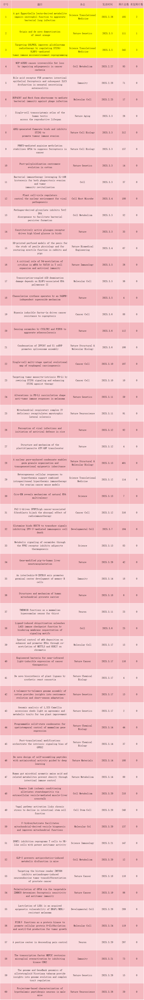 序号 题目 杂志 发表时间 图片总数 重复图片数
1 A gut Eggerthella lenta-derived metabolite impairs neutrophil function to aggravate bacterial lung infection Science Translational Medicine 2025.2.26 105 2
2 Origin and de novo domestication of sweet orange Nature Genetics 2025.3.5 111 1
3 Targeting GOLPH3L improves glioblastoma radiotherapy by regulating STING-NLRP3–mediated tumor immune microenvironment reprogramming Science Translational Medicine 2025.3.5 345 3
4 MIF-ACKR3 causes irreversible fat loss by impairing adipogenesis in cancer cachexia Cell Metabolism 2025.2.27 93 0
5 Bile acid receptor FXR promotes intestinal epithelial ferroptosis and subsequent ILC3 dysfunction in neonatal necrotizing enterocolitis Immunity 2025.2.28 71 0
6 DUF4297 and HerA form abortosome to mediate bacterial immunity against phage infection Molecular Cell 2025.2.25 17 0
7 Single-cell transcriptomic atlas of the human testis across the reproductive lifespan Nature Aging 2025.3.3 26 0
8 ADSL-generated fumarate binds and inhibits STING to promote tumour immune evasion Nature Cell Biology 2025.3.3 312 0
9 PRMT5-mediated arginine methylation stabilizes GPX4 to suppress ferroptosis in cancer Nature Cell Biology 2025.3.3 157 0
10 Post-polyploidization centromere evolution in cotton Nature Genetics 2025.3.3 14 0
11 Bacterial immunotherapy leveraging IL-10R hysteresis for both phagocytosis evasion and tumor immunity revitalization Cell 2025.3.3 37 0
12 Plant cell-cycle regulators control the nuclear environment for viral pathogenesis Cell Host Microbe 2025.3.4 180 0
13 Pathogen-derived glyoxylate inhibits Tet2 DNA dioxygenase to facilitate bacterial persister formation Cell Metabolism 2025.3.3 52 0
14 Constitutively active glucagon receptor drives high blood glucose in birds Nature 2025.3.3 35 0
15 3D-printed perfused models of the penis for the study of penile physiology and for restoring erectile function in rabbits and pigs Nature Biomedical Engineering 2023.3.4 67 0
16 A critical role of N4-acetylation of cytidine in mRNA by NAT10 in T cell expansion and antiviral immunity Nature Immunology 2025.3.5 26 0
17 Transcription-coupled AID deamination damage depends on ELOF1-associated RNA polymerase II Molecular Cell 2025.3.5 36 0
18 Chanoclavine synthase operates by an NADPH-independent superoxide mechanism Nature 2025.3.5 4 0
19 Hypoxia inducible factor-1a drives cancer resistance to cuproptosis Cancer Cell 2025.3.6 88 0
20 Sensing ceramides by CYSLTR2 and P2RY6 to aggravate atherosclerosis Nature 2025.3.6 112 0
21 Condensation of ZFP207 and U1 snRNP promotes spliceosome assembly Nature Structural & Molecular Biology 2025.3.6 100 0
22 Single-cell multi-stage spatial evolutional map of esophageal carcinogenesis Cancer Cell 2025.3.10 107 0
23 Targeting tumor monocyte-intrinsic PD-L1 by rewiring STING signaling and enhancing STING agonist therapy Cancer Cell 2025.3.10 10 0
24 Alterations in PD-L1 succinylation shape anti-tumor immune responses in melanoma Nature Genetics 2025.3.11 59 0
25 Mitochondrial respiratory complex IV deficiency recapitulates amyotrophic lateral sclerosis Nature Neuroscience 2025.3.11 91 0
26 Perception of viral infections and initiation of antiviral defence in rice Nature 2025.3.12 92 0
27 Structure and mechanism of the plastid/parasite ATP/ADP translocator Nature 2025.3.12 4 0
28 A nuclear pore-anchored condensate enables germ granule organization and transgenerational epigenetic inheritance Nature Structural & Molecular Biology 2025.3.13 401 0
29 Heterogeneous cellular responses to hyperthermia support combined intraperitoneal hyperthermic immunotherapy for ovarian cancer mouse models Science Translational Medicine 2025.3.12 114 0
30 Cryo-EM reveals mechanisms of natural RNA multivalency Science 2025.3.13 7 0
31 PAI-1-driven SFRP2high cancer-associated fibroblasts hijack the abscopal effect of radioimmunotherapy Cancer Cell 2025.3.12 316 0
32 Glutamine binds HSC70 to transduce signals inhibiting IFN-β-mediated immunogenic cell death Developmental Cell 2025.3.7 104 0
33 Metabolic signaling of ceramides through the FPR2 receptor inhibits adipocyte thermogenesis Science 2025.3.13 83 0
34 Gene-modified pig-to-human liver xenotransplantation Nature 2025.3.26 42 0
35 An interleukin-9-ZBTB18 axis promotes germinal center development of memory B cells Immunity 2025.3.14 18 0
36 Structures and mechanism of human mitochondrial pyruvate carrier Nature 2025.3.18 6 0
37 TMEM63B functions as a mammalian hyperosmolar sensor for thirst Neuron 2025.3.11 25 0
38 Ligand-induced ubiquitination unleashes LAG3 immune checkpoint function by hindering membrane sequestration of signaling motifs Cell 2025.3.6 25 0
39 Spatial control of m6A deposition on enhancer and promoter RNAs through co-acetylation of METTL3 and H3K27 on chromatin Molecular Cell 2025.3.17 15 0
40 Engineered bacteria for near-infrared light-inducible expression of cancer therapeutics Nature Cancer 2025.3.17 116 0
41 De novo biosynthesis of plant lignans by synthetic yeast consortia Nature Chemical Biology 2025.3.17 4 0
42 A telomere-to-telomere genome assembly of cotton provides insights into centromere evolution and short-season adaptation Nature Genetics 2025.3.17 13 0
43 Genomic analysis of 1,325 Camellia accessions sheds light on agronomic and metabolic traits for tea plant improvement Nature Genetics 2025.3.17 2 0
44 Programmable solid-state condensates for spatiotemporal control of mammalian gene expression Nature Chemical Biology 2025.3.14 44 0
45 Post-translational modifications orchestrate the intrinsic signaling bias of GPR52 Nature Chemical Biology 2025.3.14 37 0
46 De novo design of self-assembling peptides with antimicrobial activity guided by deep learning Nature Materials 2025.3.14 108 0
47 Human gut microbial aromatic amino acid and related metabolites prevent obesity through intestinal immune control Nature Metabolism 2025.3.14 80 0
48 Remote limb ischemic conditioning alleviates steatohepatitis via extracellular vesicle-mediated muscle-liver crosstalk Cell Metabolism 2025.3.20 218 0
49 Vagal pathway activation links chronic stress to decline in intestinal stem cell function Cell Stem Cell 2025.3.20 248 0
50 β-hydroxybutyrate facilitates mitochondrial-derived vesicle biogenesis and improves mitochondrial functions Molecular Cel 2025.3.20 137 0
51 DNMT1 inhibition reprograms T cells to NK-like cells with potent antitumor activity Science Immunology 2025.3.21 147 0
52 GLP-2 prevents antipsychotics-induced metabolic dysfunction in mice Cell Metabolism 2025.3.20 12 0
53 Targeting the histone reader ZMYND8 inhibits antiandrogen-induced neuroendocrine tumor transdifferentiation of prostate cancer Nature Cancer 2025.3.18 110 0
54 Palmitoylation of GPX4 via the targetable ZDHHC8 determines ferroptosis sensitivity and antitumor immunity Nature Cancer 2025.3.19 86 0
55 Lactylation of LSD1 is an acquired epigenetic vulnerability of BRAFi/MEKi-resistant melanoma Developmental Cell 2025.3.20 289 0
56 PI3Kβ functions as a protein kinase to promote cellular protein O-GlcNAcylation and acetyl-CoA production for tumor growth Molecular Cell 2025.3.24 119 0
57 A pontine center in descending pain control Neuron 2025.3.20 207 0
58 The transcription factor MEF2C restrains microglial overactivation by inhibiting kinase CDK2 Immunity 2025.3.21 73 0
59 The genome and GeneBank genomics of allotetraploid Nicotiana tabacum provide insights into genome evolution and complex trait regulation Nature Genetics 2025.3.26 15 0
60 Projectome-based characterization of hypothalamic peptidergic neurons in male mice Nature Neuroscience 2025.3.26 20 0